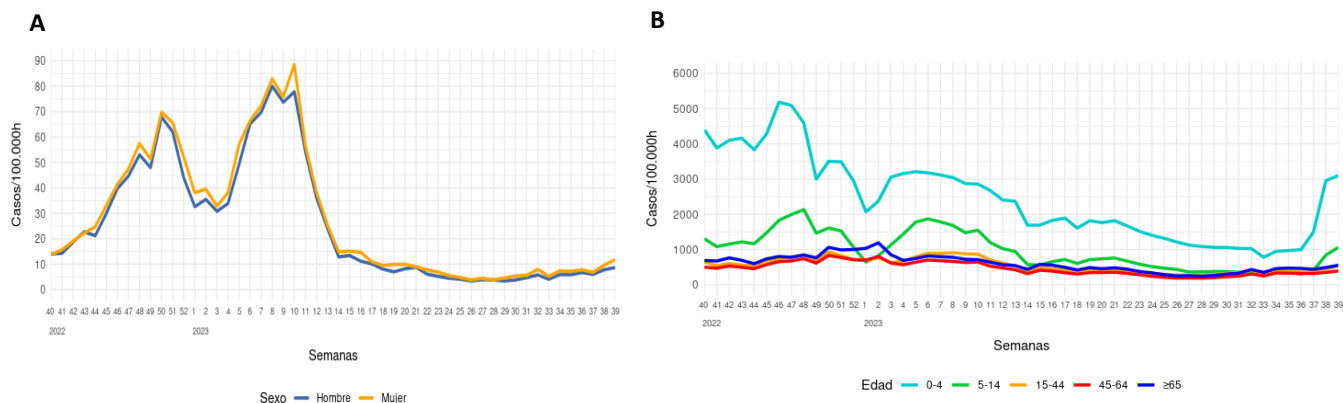 A
90
80
70
60
50
40
30
20
10
0
Casos/100.000h
40 41 42 43 44 45 46 47 48 49 50 51 52 1 2 3 4 5 6 7 8 9 10 11 12 13 14 15 16 17 18 19 20 21 22 23 24 25 26 27 28 29 30 31 32 33 34 35 36 37 38 39
2022 2023
Semanas
Sexo Hombre Mujer
B
6000
5000
4000
3000
2000
1000
0
Casos/100.000h
40 41 42 43 44 45 46 47 48 49 50 51 52 1 2 3 4 5 6 7 8 9 10 11 12 13 14 15 16 17 18 19 20 21 22 23 24 25 26 27 28 29 30 31 32 33 34 35 36 37 38 39
2022 2023
Semanas
Edad 0-4 5-14 15-44 45-64 ≥65